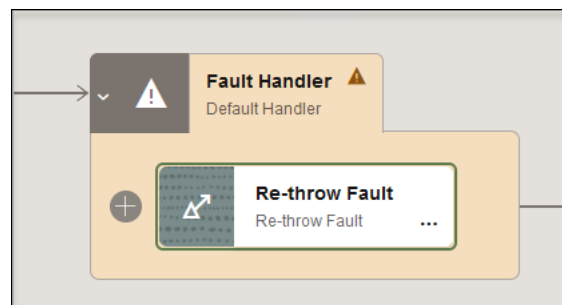 Fault Handler
Default Handler
Re-throw Fault
Re-throw Fault
...